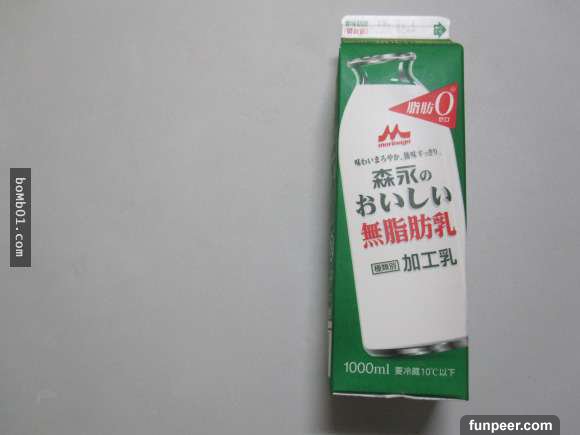 脂肪0
ゼロ
morinaga
味わいまろやか、後味すっきり。
森永の
おいしい
無脂肪乳
種類別 加工乳
1000ml 要冷蔵10℃以下
bomb01.com
funpeer.com